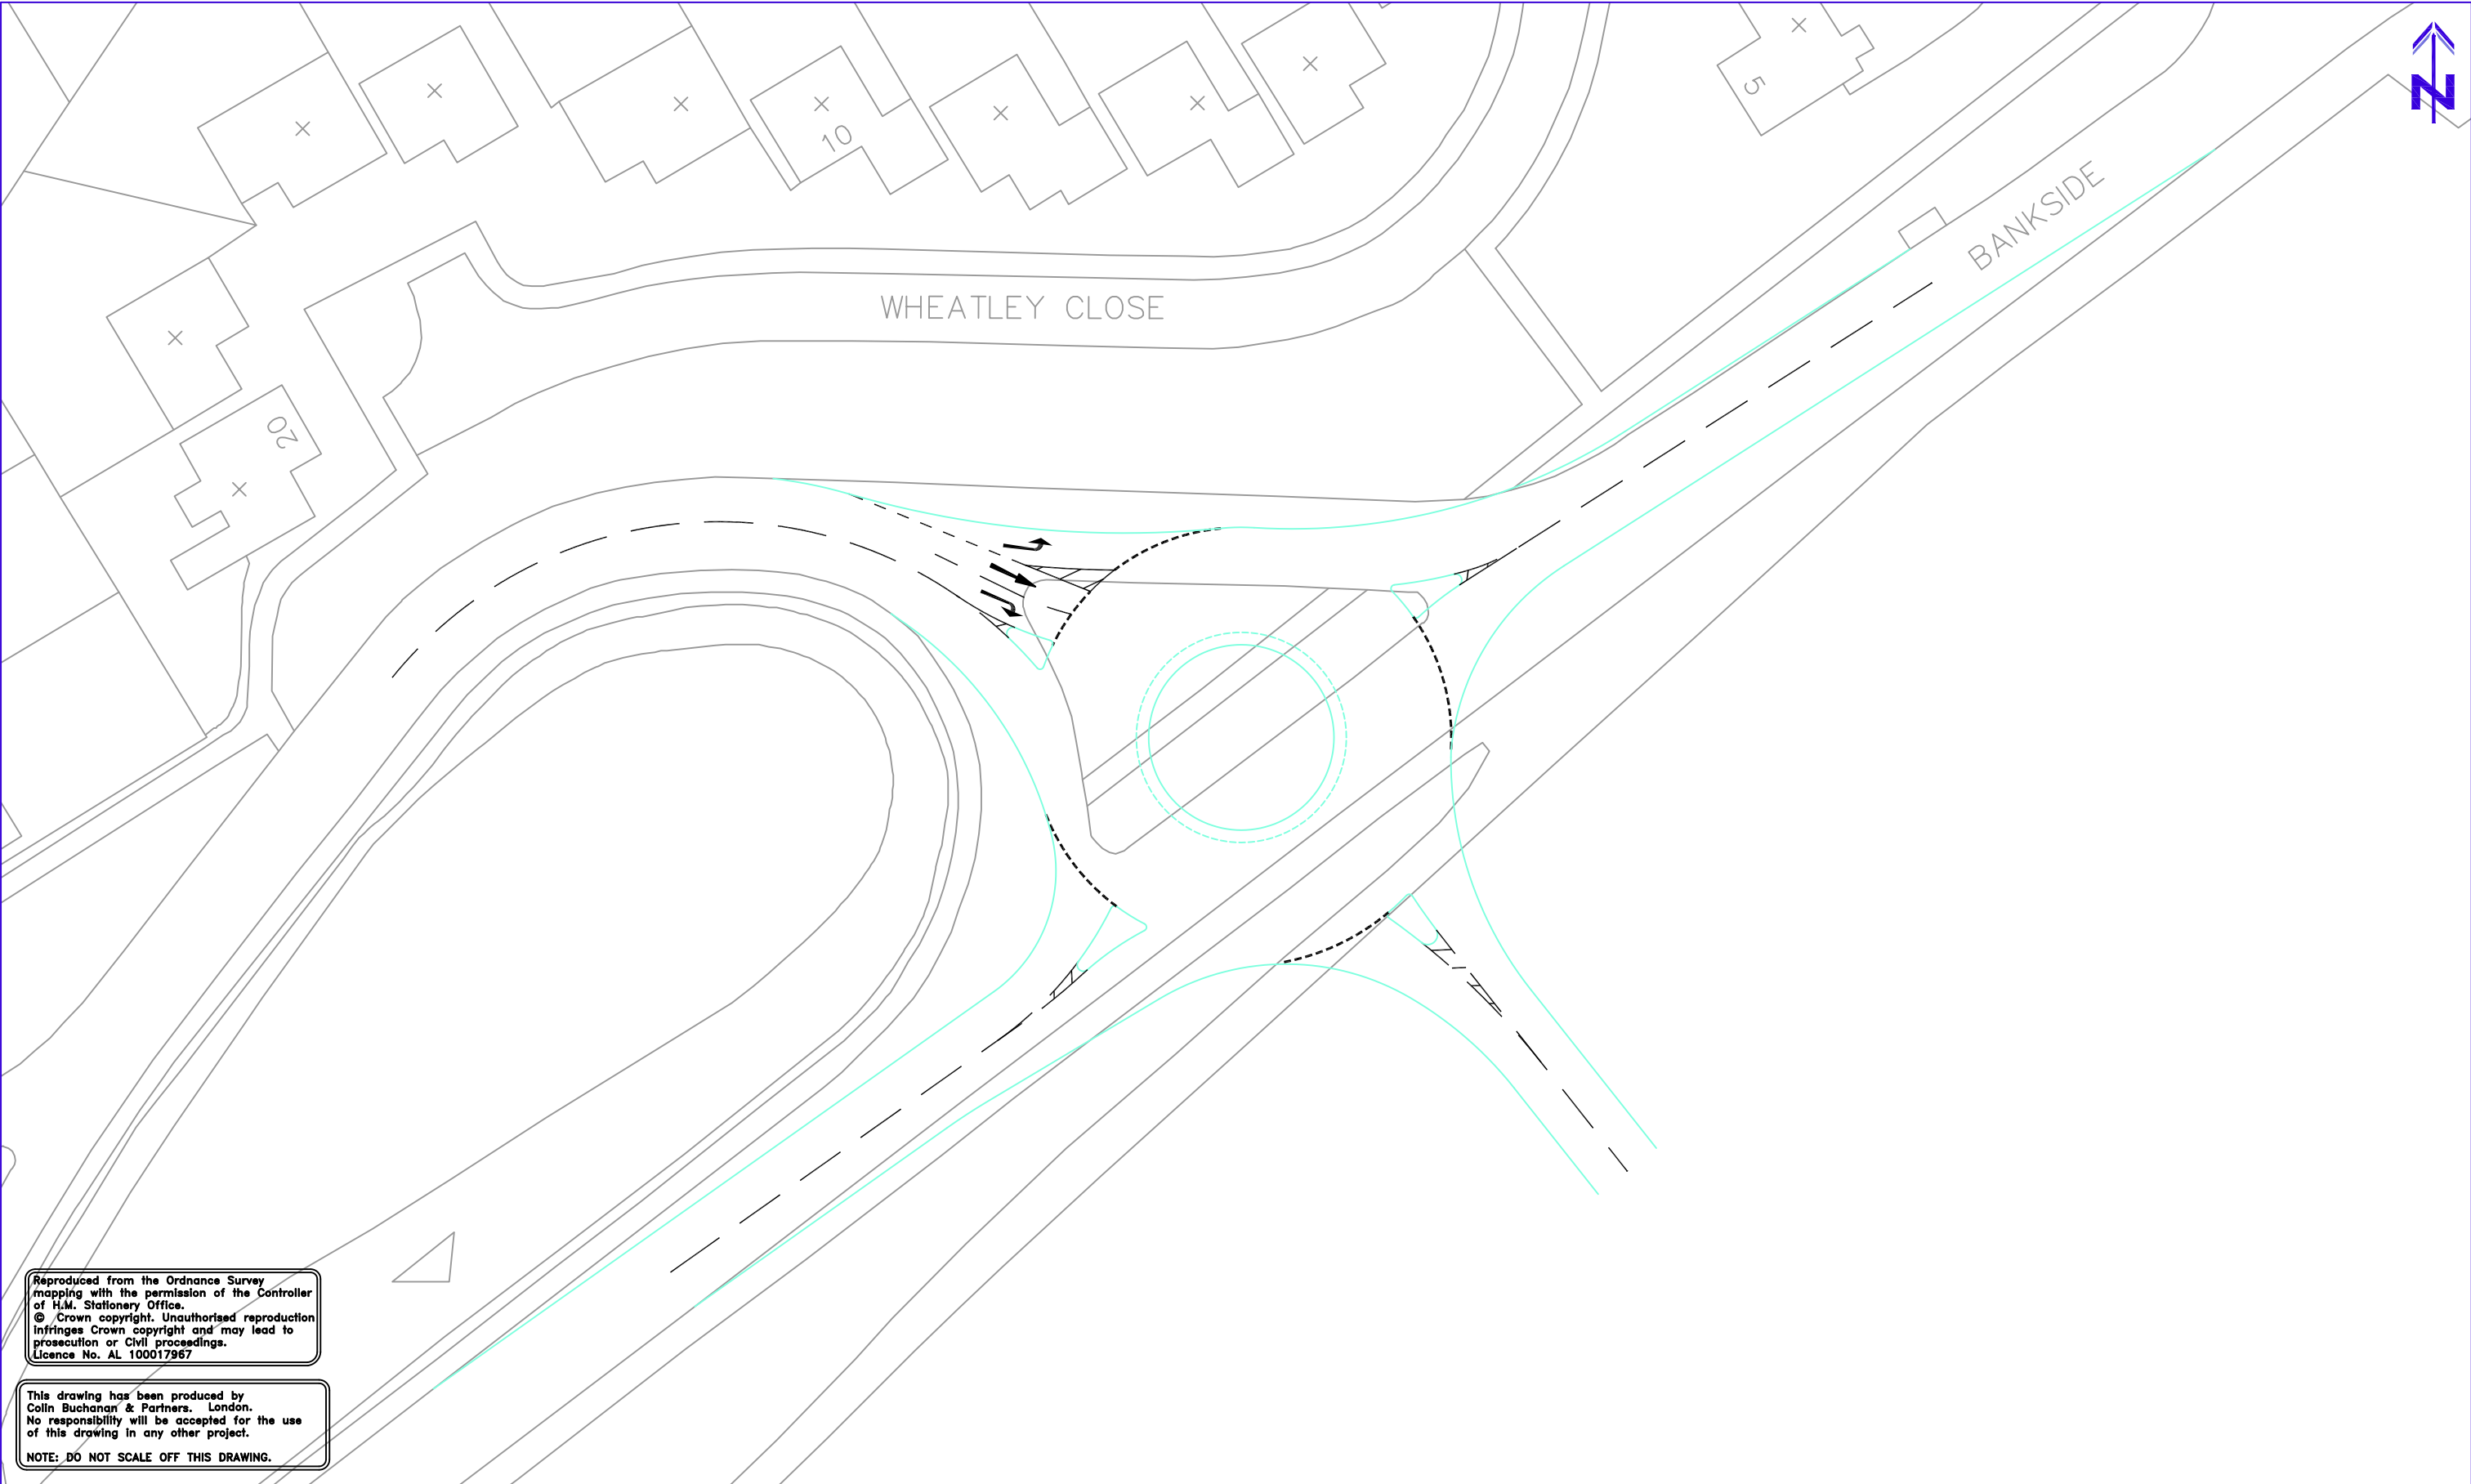 N
5
10
BANKSIDE
WHEATLEY CLOSE
20
Reproduced from the Ordnance Survey
mapping with the permission of the Controller
of H.M. Stationery Office.
© Crown copyright. Unauthorised reproduction
infringes Crown copyright and may lead to
prosecution or Civil proceedings.
Licence No. AL 100017967
This drawing has been produced by
Colin Buchanan & Partners. London.
No responsibility will be accepted for the use
of this drawing in any other project.
NOTE: DO NOT SCALE OFF THIS DRAWING.